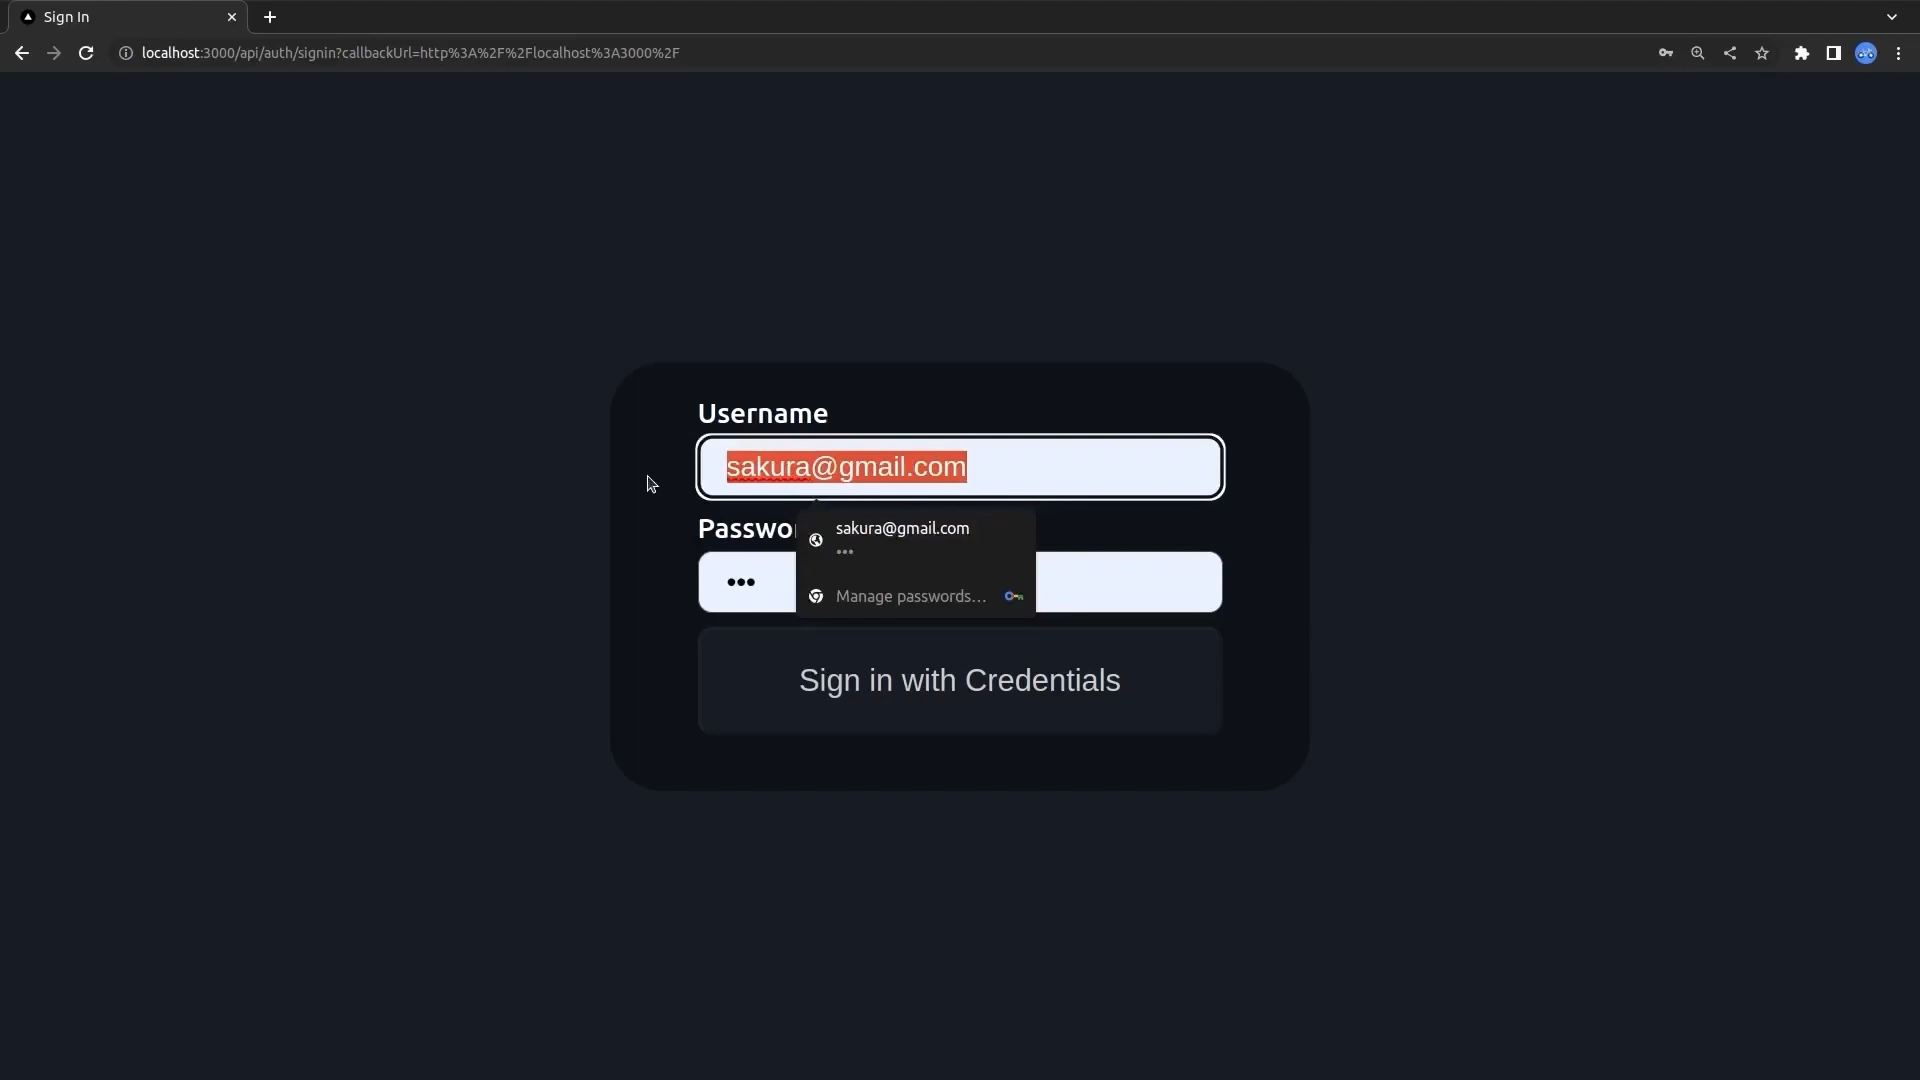 Sign In
localhost:3000/api/auth/signin?callbackUrl=http%3A%2F%2Flocalhost%3A3000%2F
Username
sakura@gmail.com
Passwor
sakura@gmail.com
•••
•••
Manage passwords...
Sign in with Credentials